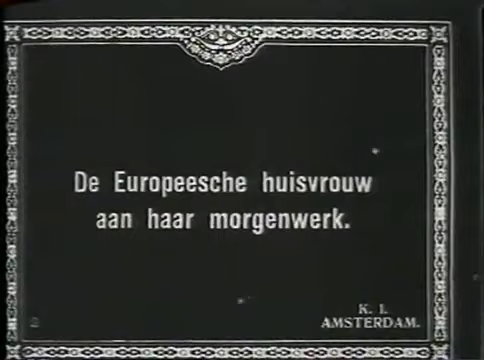 De Europeesche huisvrouw
aan haar morgenwerk.
K. I.
AMSTERDAM.